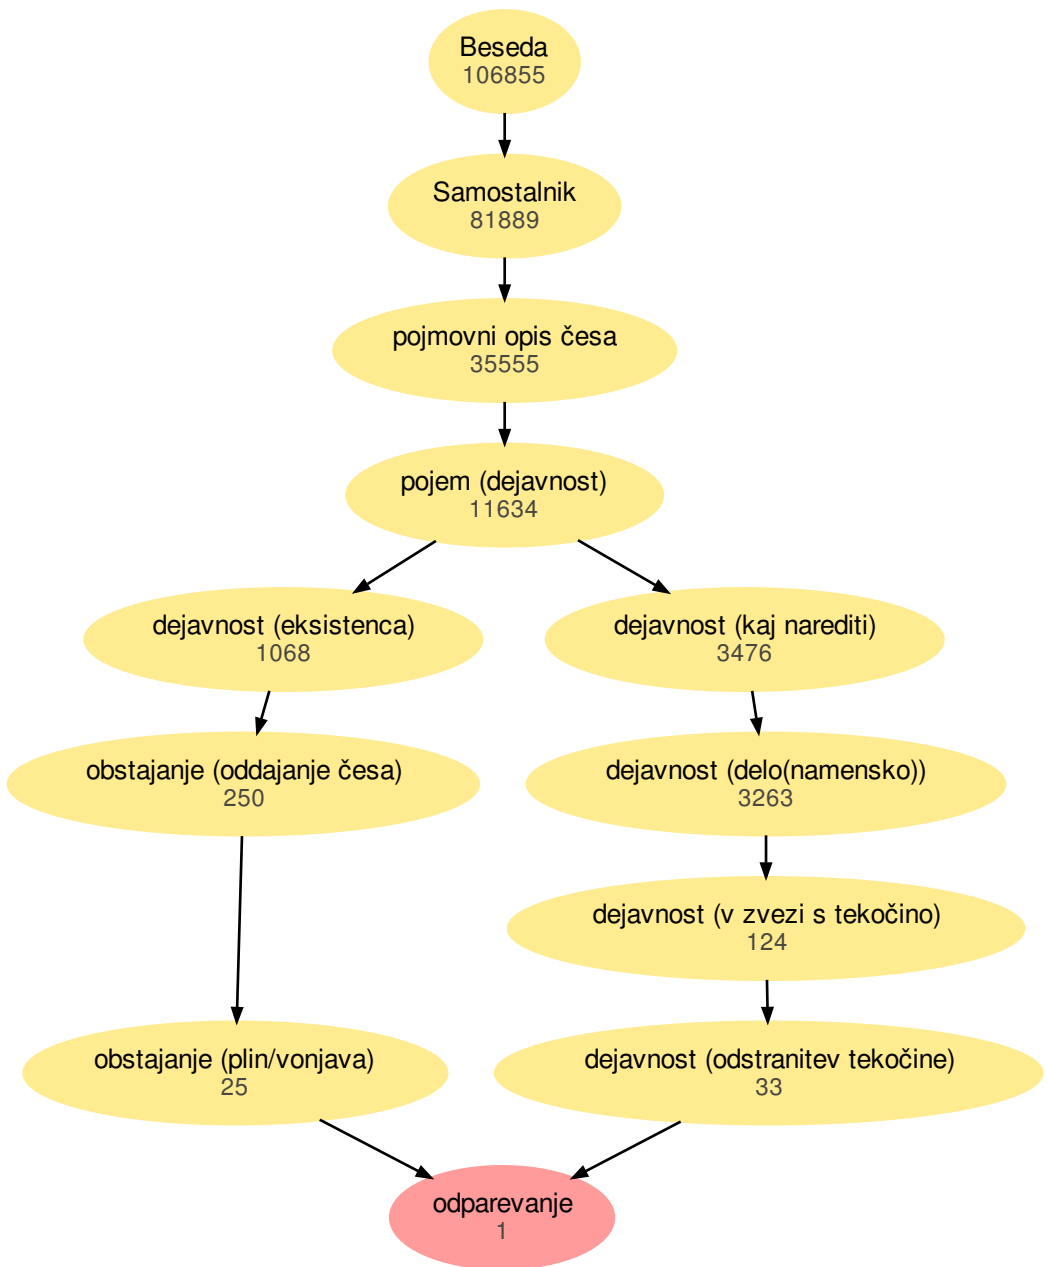 Beseda
106855
Samostalnik
81889
pojmovni opis česa
35555
pojem (dejavnost)
11634
dejavnost (eksistenca)
1068
dejavnost (kaj narediti)
3476
obstajanje (oddajanje česa)
250
dejavnost (delo(namensko))
3263
dejavnost (v zvezi s tekočino)
124
obstajanje (plin/vonjava)
25
dejavnost (odstranitev tekočine)
33
odparevanje
1